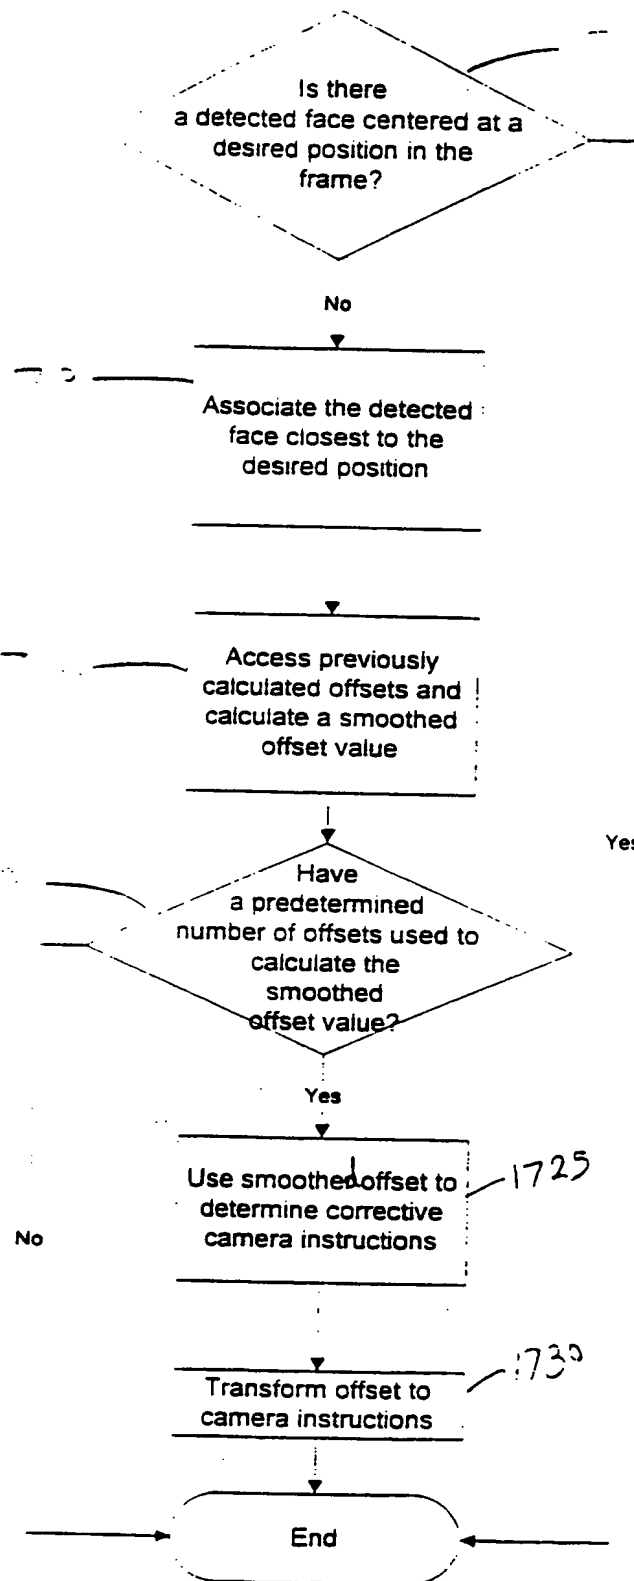 Is there
a detected face centered at a
desired position in the
frame?
No
Associate the detected
face closest to the
desired position
Access previously
calculated offsets and
calculate a smoothed
offset value
Yes
Have
a predetermined
number of offsets used to
calculate the
smoothed
offset value?
Yes
Use smoothed offset to
determine corrective
camera instructions
1725
No
Transform offset to
camera instructions
1730
End